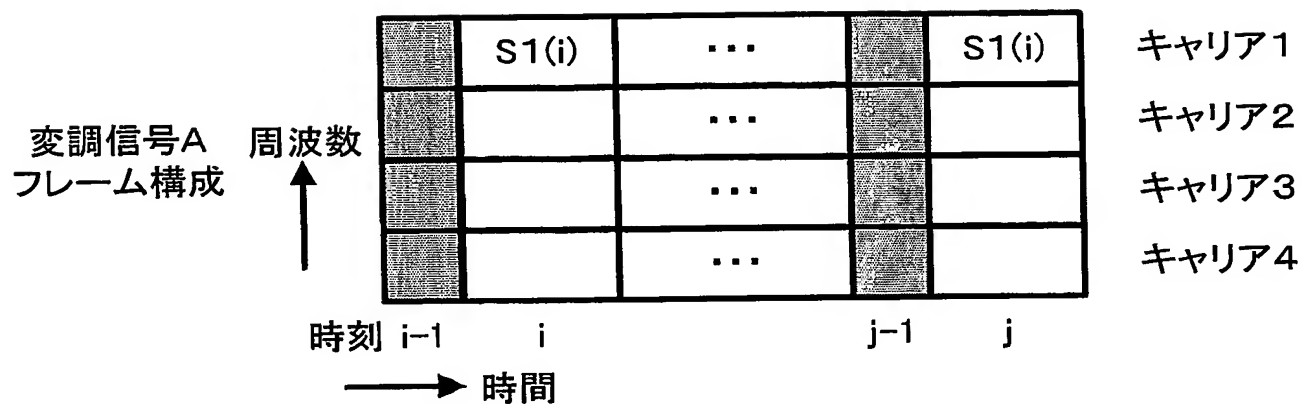 S1(i) ... S1(i) キャリア1
... キャリア2
変調信号A 周波数
フレーム構成
... キャリア3
... キャリア4
時刻 i-1 i j-1 j
時間